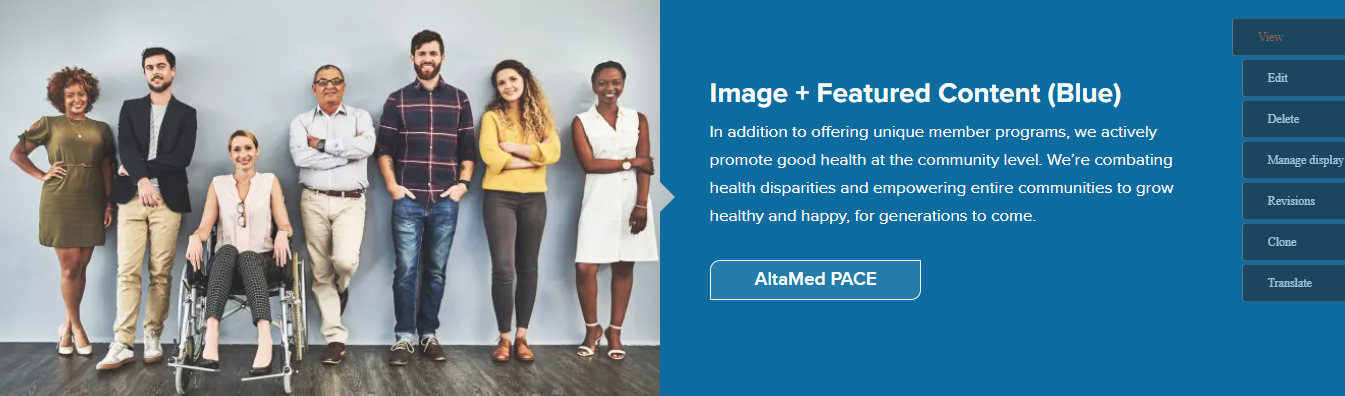 Image + Featured Content (Blue)
In addition to offering unique member programs, we actively
promote good health at the community level. We’re combating
health disparities and empowering entire communities to grow
healthy and happy, for generations to come.
AltaMed PACE
View
Edit
Delete
Manage display
Revisions
Clone
Translate